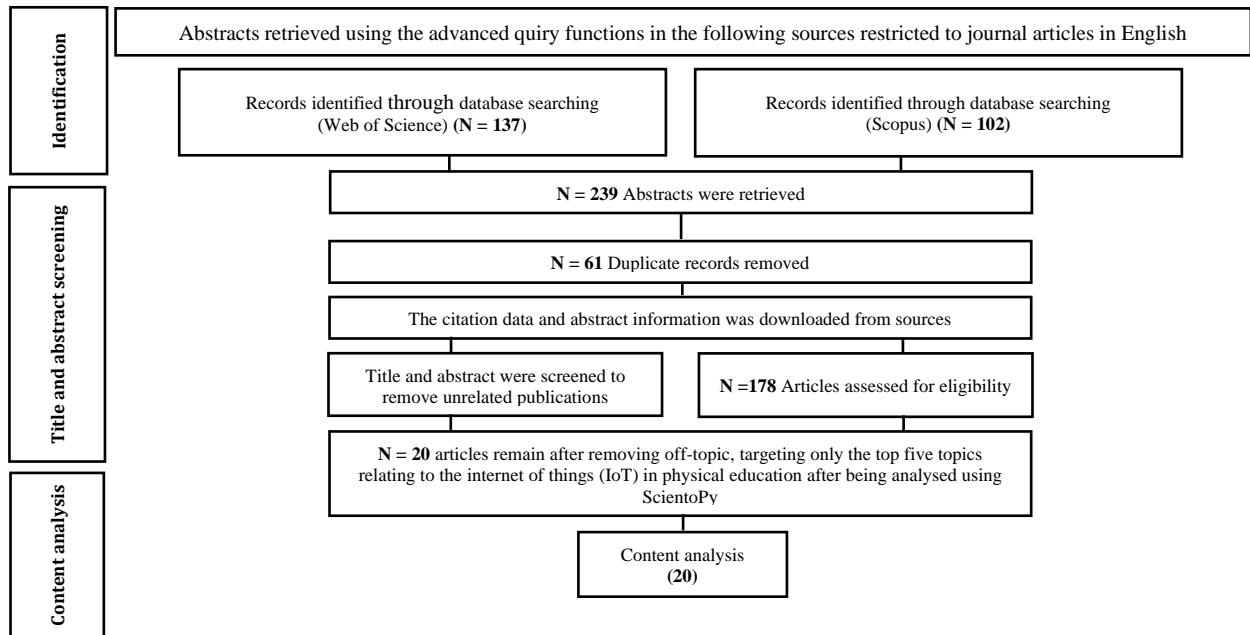 Identification
Abstracts retrieved using the advanced quiry functions in the following sources restricted to journal articles in English
Records identified through database searching
(Web of Science) (N = 137)
Records identified through database searching
(Scopus) (N = 102)
Title and abstract screening
N = 239 Abstracts were retrieved
N = 61 Duplicate records removed
The citation data and abstract information was downloaded from sources
Title and abstract were screened to
remove unrelated publications
N =178 Articles assessed for eligibility
N = 20 articles remain after removing off-topic, targeting only the top five topics
relating to the internet of things (IoT) in physical education after being analysed using
ScientoPy
Content analysis
Content analysis
(20)